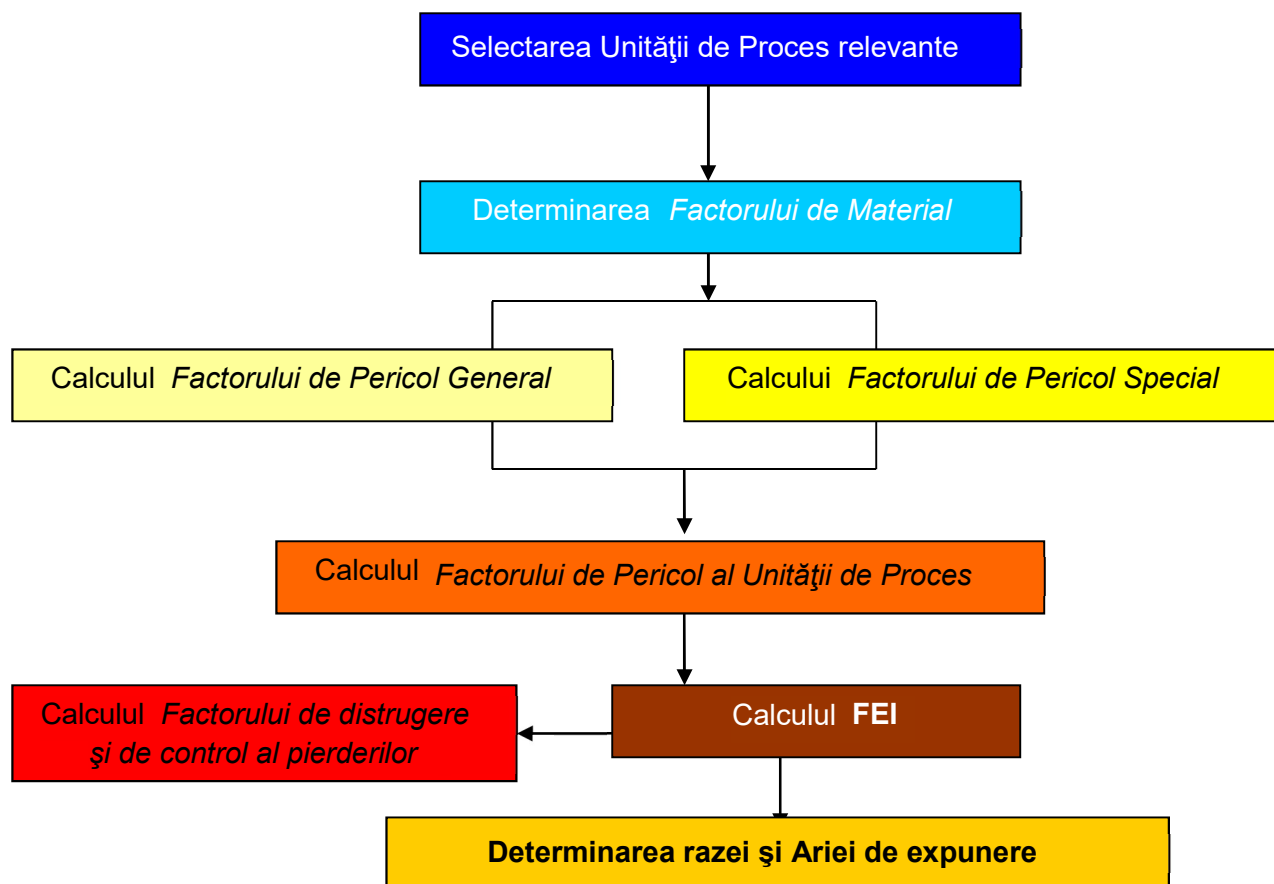 Selectarea Unităţii de Proces relevante
Determinarea Factorului de Material
Calculul Factorului de Pericol General
Calcului Factorului de Pericol Special
Calculul Factorului de Pericol al Unităţii de Proces
Calculul Factorului de distrugere
şi de control al pierderilor
Calculul FEI
Determinarea razei şi Ariei de expunere